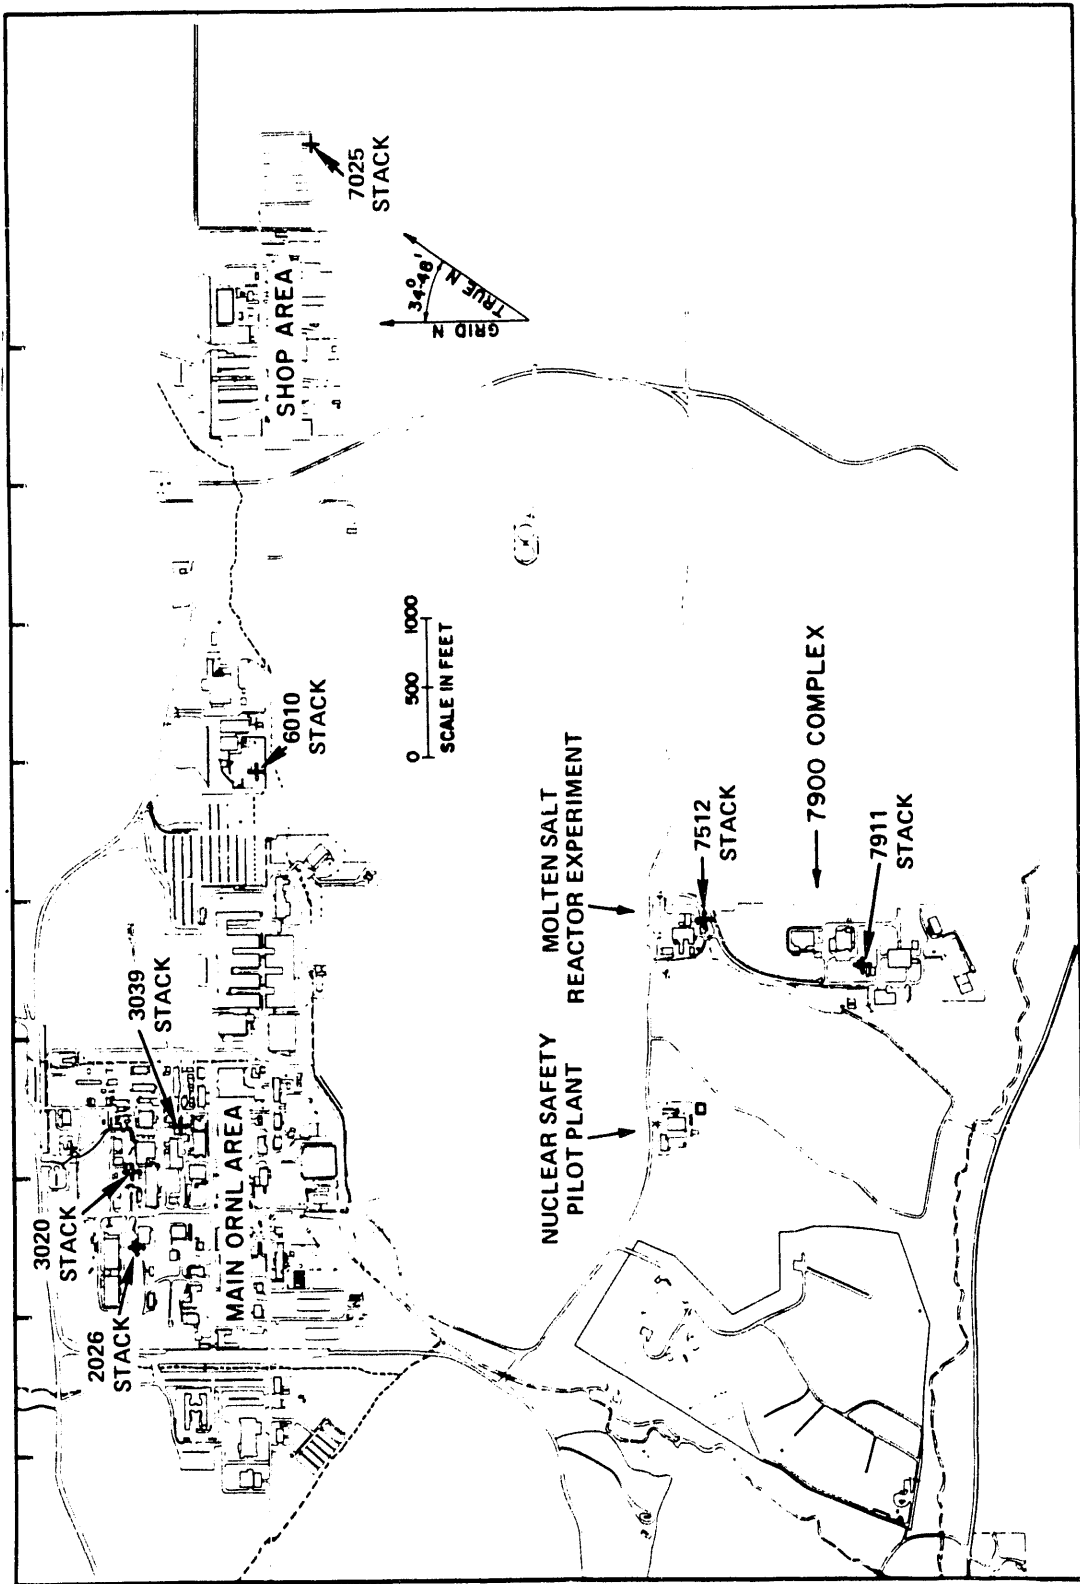 2026
STACK
3020
STACK
3039
STACK
MAIN ORNL AREA
6010
STACK
SHOP AREA
7025
STACK
GRID N
34°-48'
TRUE N
0 500 1000
SCALE IN FEET
NUCLEAR SAFETY
PILOT PLANT
MOLTEN SALT
REACTOR EXPERIMENT
7512
STACK
7900 COMPLEX
7911
STACK